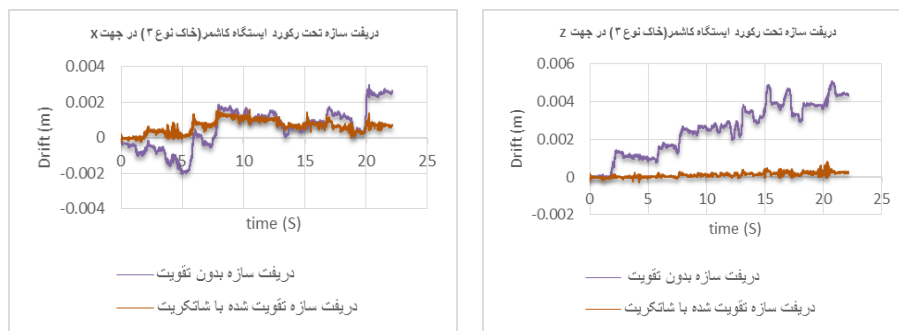 دریفت سازه تحت رکورد ایستگاه کاشمر(خاک نوع ۳) در جهت x
0.004
0.002
0
-0.002
-0.004
0 5 10 15 20 25
Drift (m)
time (S)
دریفت سازه بدون تقویت
دریفت سازه تقویت شده با شاتکریت
دریفت سازه تحت رکورد ایستگاه کاشمر(خاک نوع ۳) در جهت z
0.006
0.004
0.002
0
-0.002
0 5 10 15 20 25
Drift (m)
time (S)
دریفت سازه بدون تقویت
دریفت سازه تقویت شده با شاتکریت